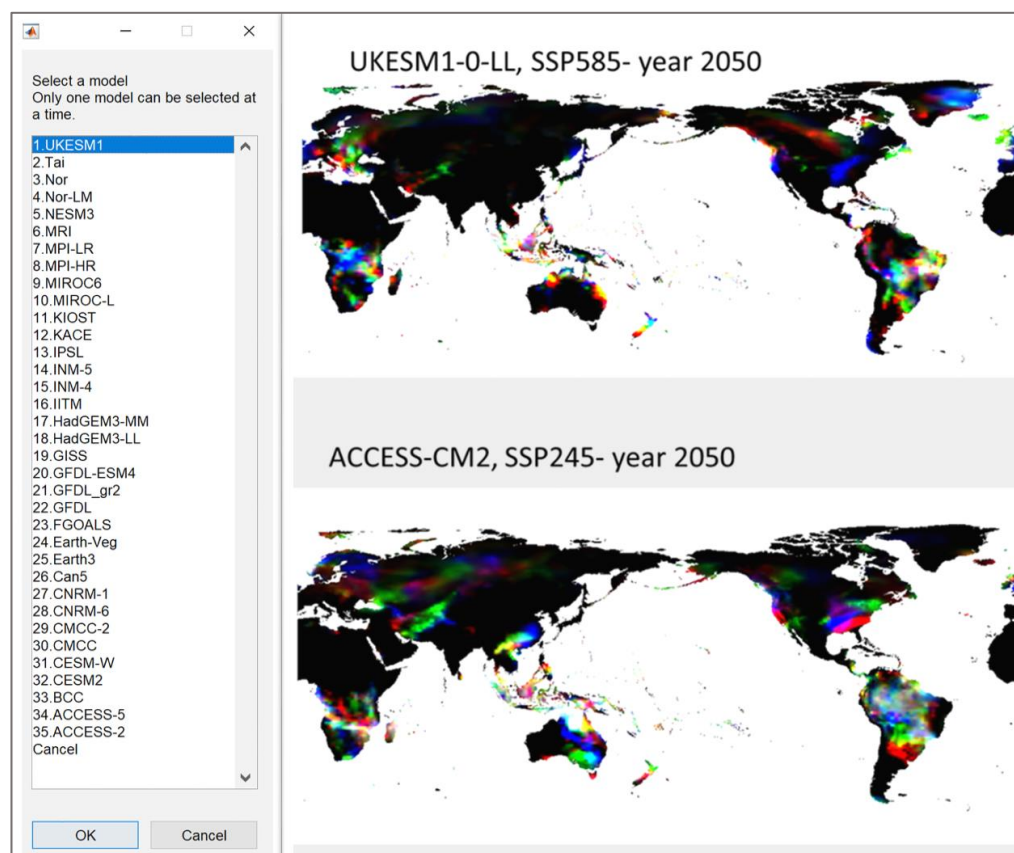 Select a model
Only one model can be selected at
a time.
1.UKESM1
2.Tai
3.Nor
4.Nor-LM
5.NESM3
6.MRI
7.MPI-LR
8.MPI-HR
9.MIROC6
10.MIROC-L
11.KIOST
12.KACE
13.IPSL
14.INM-5
15.INM-4
16.IITM
17.HadGEM3-MM
18.HadGEM3-LL
19.GISS
20.GFDL-ESM4
21.GFDL_gr2
22.GFDL
23.FGOALS
24.Earth-Veg
25.Earth3
26.Can5
27.CNRM-1
28.CNRM-6
29.CMCC-2
30.CMCC
31.CESM-W
32.CESM2
33.BCC
34.ACCESS-5
35.ACCESS-2
Cancel
OK Cancel
UKESM1-0-LL, SSP585- year 2050
ACCESS-CM2, SSP245- year 2050